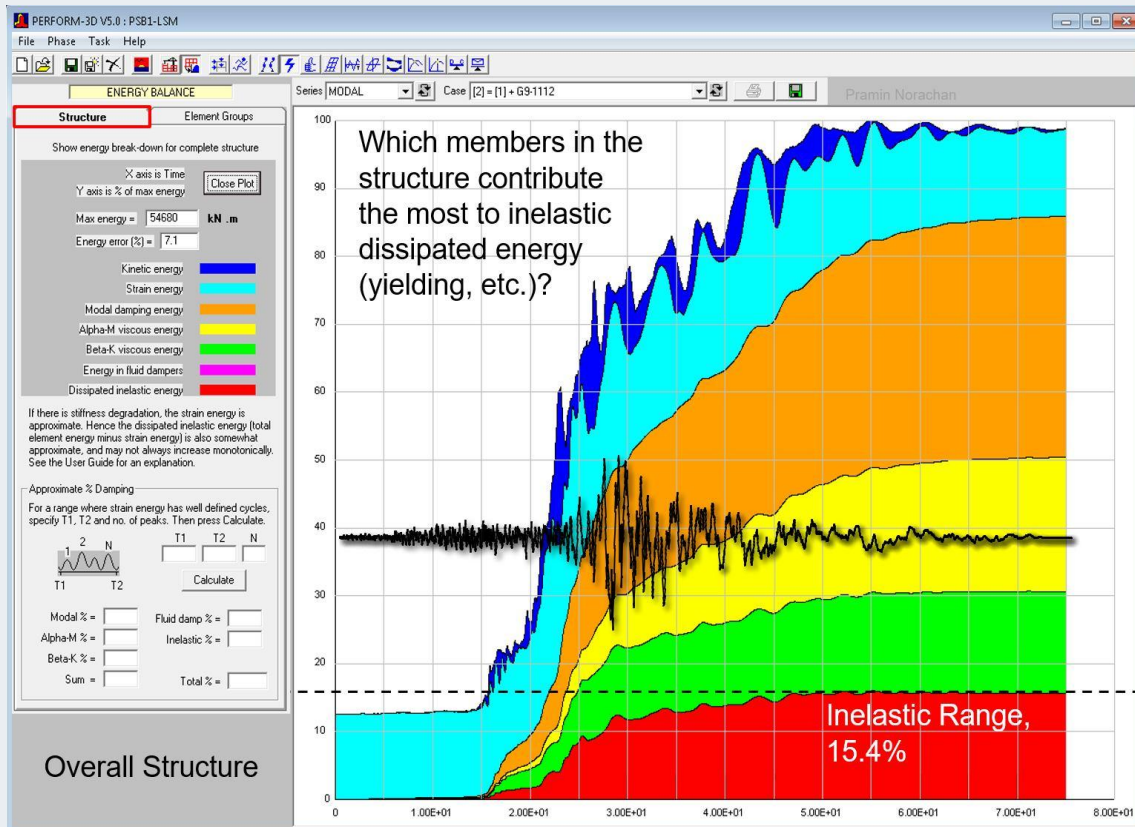 PERFORM-3D V5.0 : PSB1-LSM
File Phase Task Help
ENERGY BALANCE
Series MODAL Case [2] = [1] + G9-1112
Pramin Norachan
Structure Element Groups
Show energy break-down for complete structure
X axis is Time
Y axis is % of max energy
Close Plot
Max energy = 54680 kN .m
Energy error (%) = 7.1
Kinetic energy
Strain energy
Modal damping energy
Alpha-M viscous energy
Beta-K viscous energy
Energy in fluid dampers
Dissipated inelastic energy
If there is stiffness degradation, the strain energy is
approximate. Hence the dissipated inelastic energy (total
element energy minus strain energy) is also somewhat
approximate, and may not always increase monotonically.
See the User Guide for an explanation.
Approximate % Damping
For a range where strain energy has well defined cycles,
specify T1, T2 and no. of peaks. Then press Calculate.
1 2 N
T1 T2
T1 T2 N
Calculate
Modal % =
Alpha-M % =
Beta-K % =
Sum =
Fluid damp % =
Inelastic % =
Total % =
Overall Structure
Which members in the
structure contribute
the most to inelastic
dissipated energy
(yielding, etc.)?
100
90
80
70
60
50
40
30
20
10
0
Inelastic Range,
15.4%
0 1.00E+01 2.00E+01 3.00E+01 4.00E+01 5.00E+01 6.00E+01 7.00E+01 8.00E+01